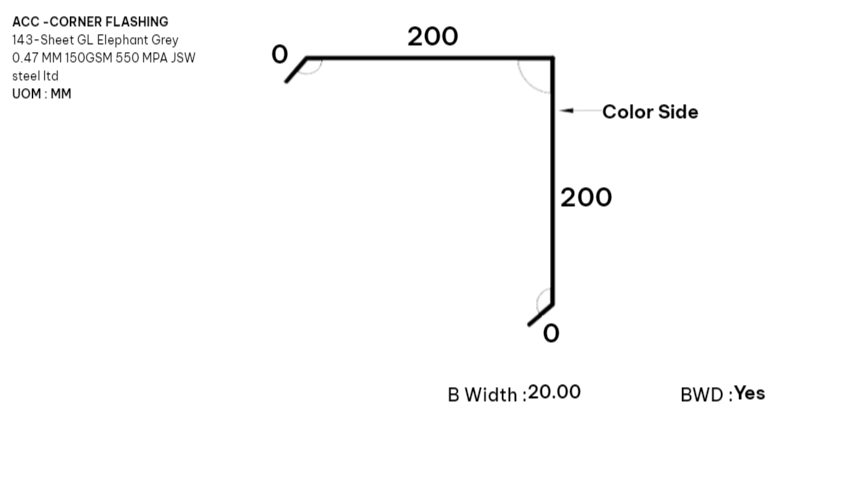 ACC -CORNER FLASHING
143-Sheet GL Elephant Grey
0.47 MM 150GSM 550 MPA JSW
steel ltd
UOM : MM
200
0
Color Side
200
0
B Width :20.00
BWD :Yes